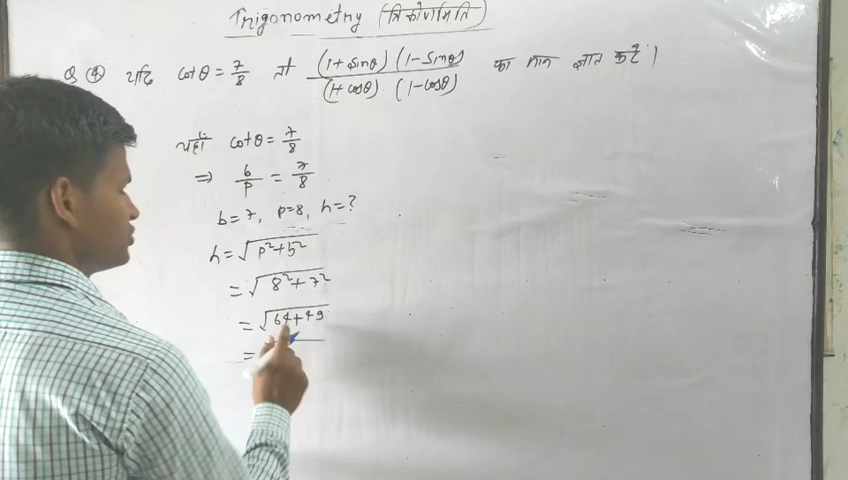 Trigonometry (त्रिकोणमिति)
Q (4) यदि cotθ = 7/8 तो (1+sinθ) (1-sinθ) / (1+cosθ) . (1-cosθ) का मान ज्ञात करें।
यहाँ cotθ = 7/8
⇒ b/p = 7/8
b=7, p=8, h=?
h = √p²+b²
= √8²+7²
= √64+49
=